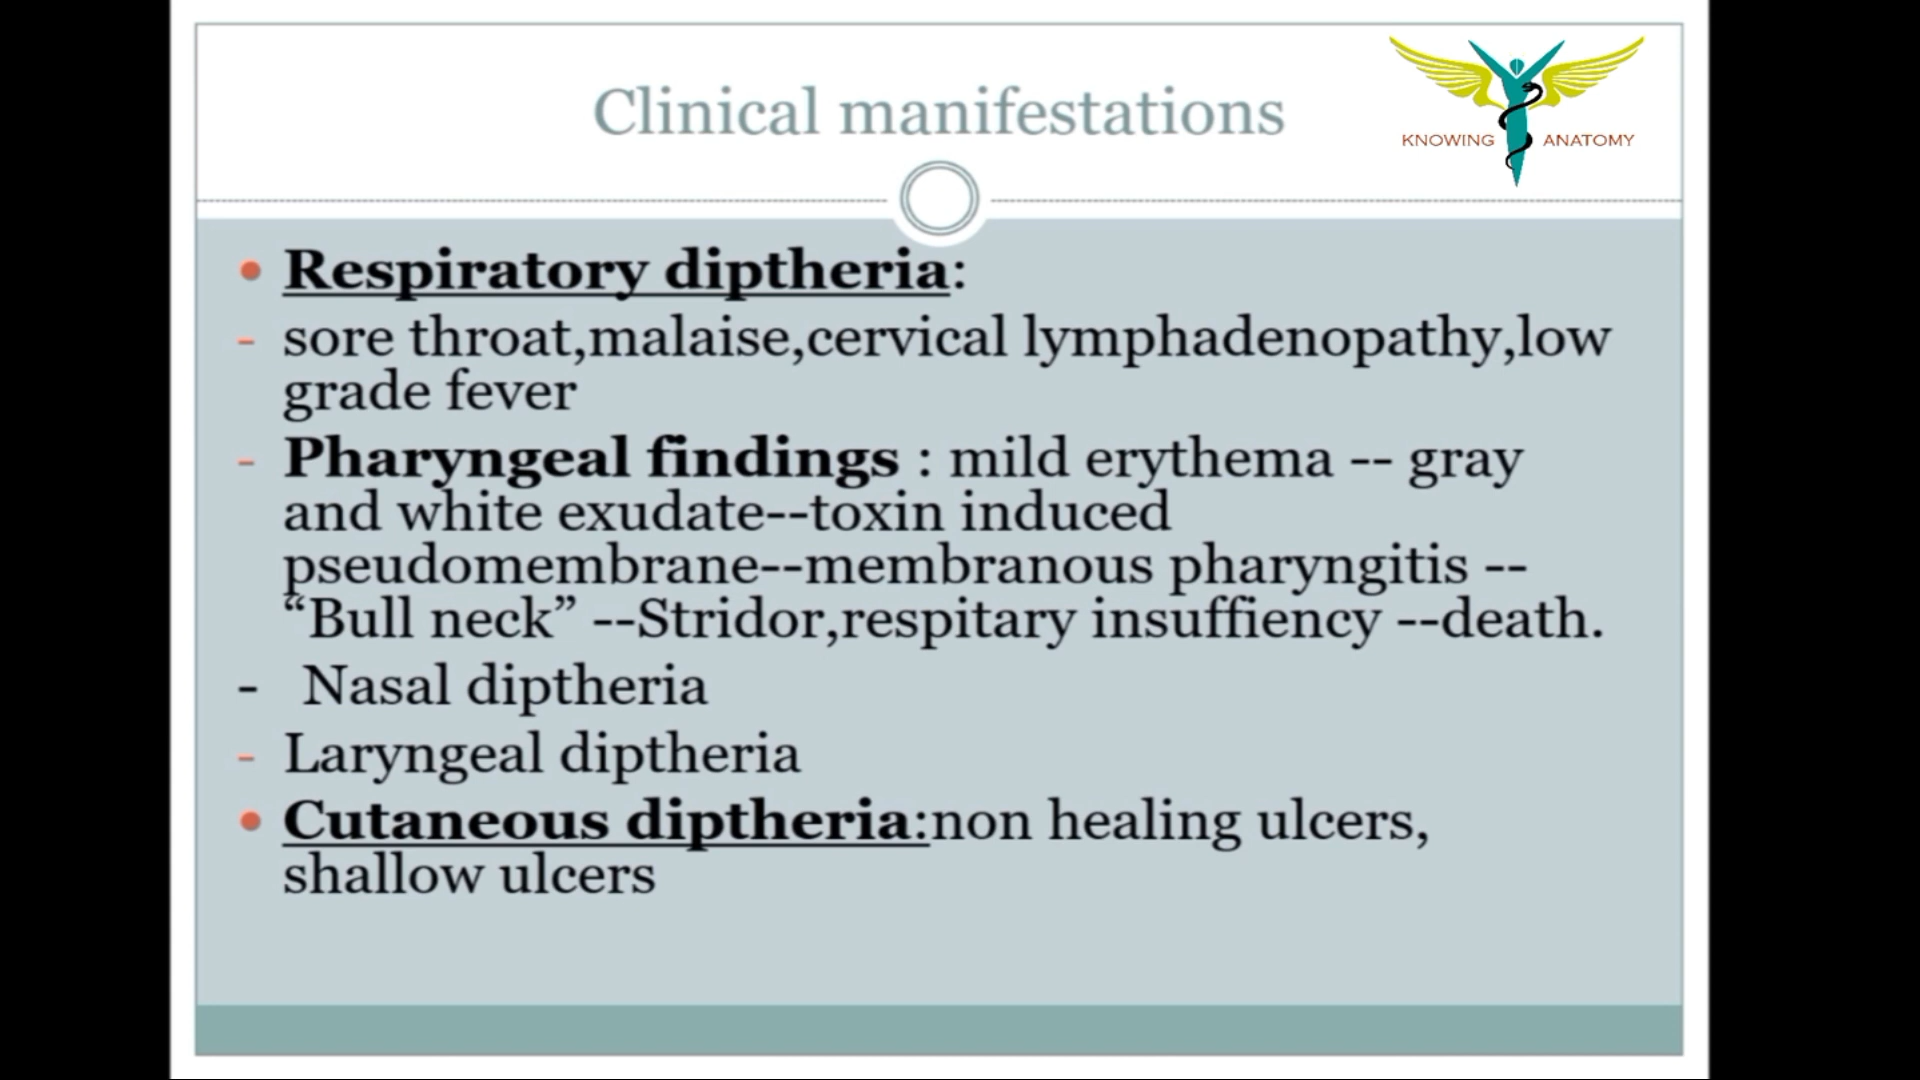 Clinical manifestations
KNOWING ANATOMY
• Respiratory diptheria:
- sore throat,malaise,cervical lymphadenopathy,low
grade fever
- Pharyngeal findings : mild erythema -- gray
and white exudate--toxin induced
pseudomembrane--membranous pharyngitis --
“Bull neck” --Stridor,respitary insuffiency --death.
- Nasal diptheria
- Laryngeal diptheria
• Cutaneous diptheria:non healing ulcers,
shallow ulcers